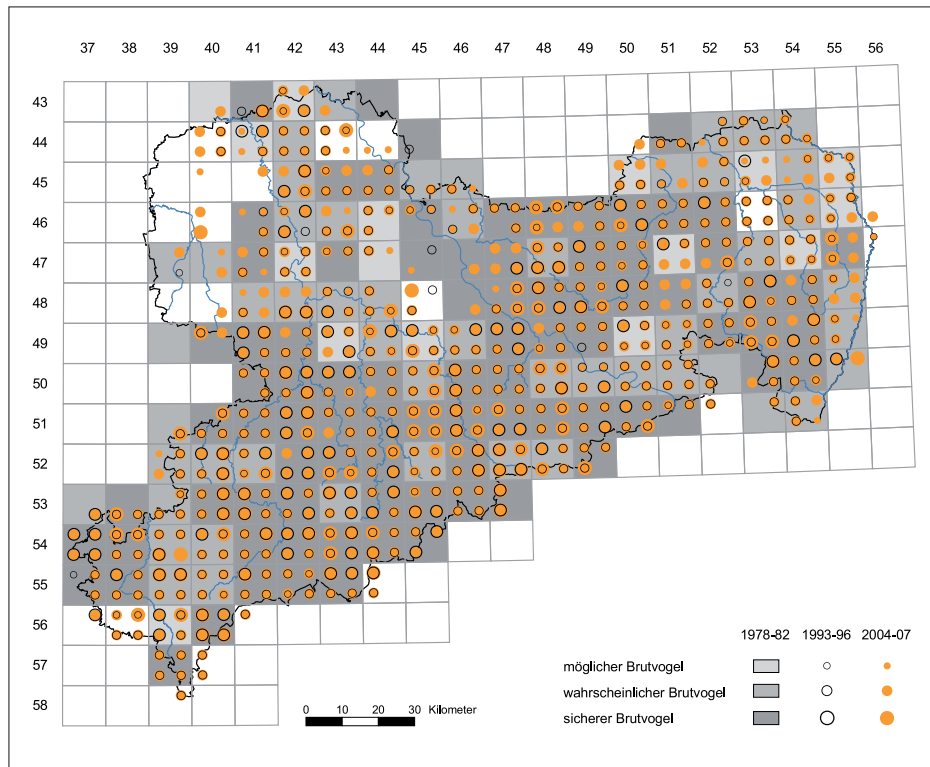 37 38 39 40 41 42 43 44 45 46 47 48 49 50 51 52 53 54 55 56
43
44
45
46
47
48
49
50
51
52
53
54
55
56
57
58
1978-82 1993-96 2004-07
möglicher Brutvogel
wahrscheinlicher Brutvogel
sicherer Brutvogel
0 10 20 30 Kilometer